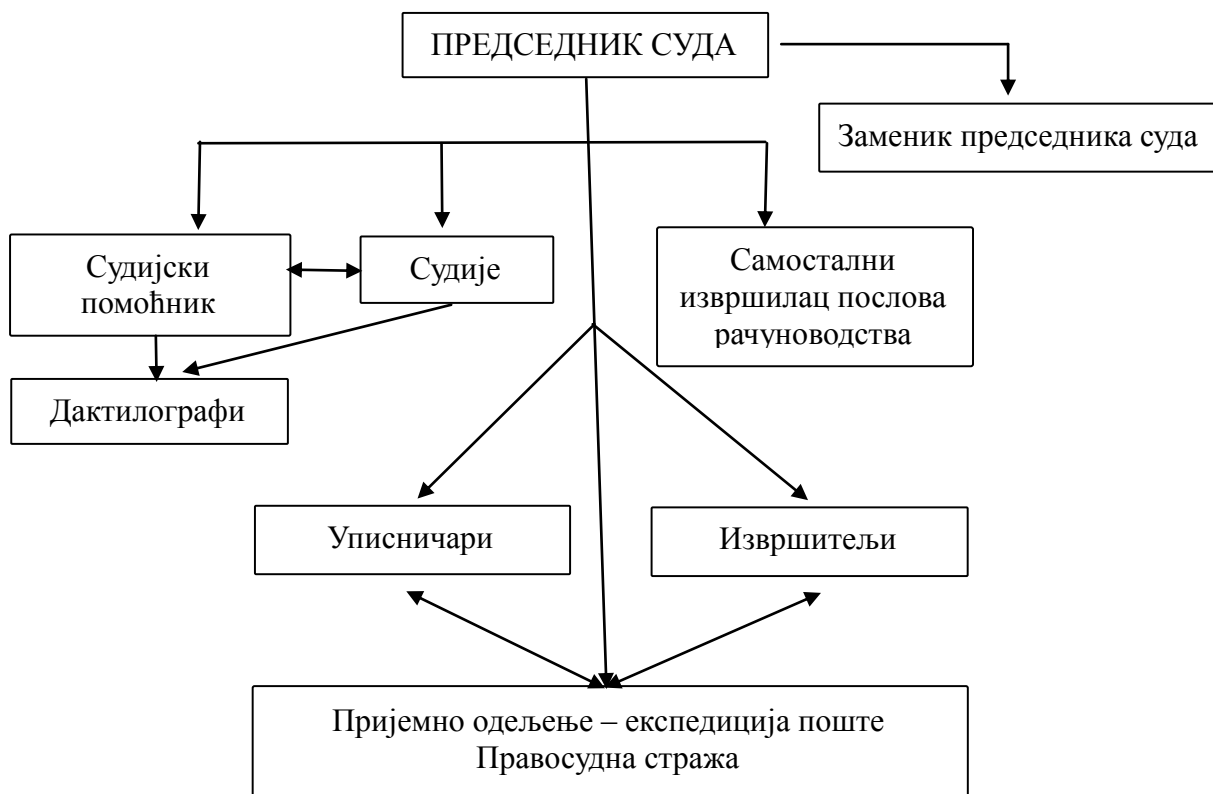 ПРЕДСЕДНИК СУДА
Заменик председника суда
Судијски
помоћник
Судије
Самостални
извршилац послова
рачуноводства
Дактилографи
Уписничари
Извршитељи
Пријемно одељење – експедиција поште
Правосудна стража